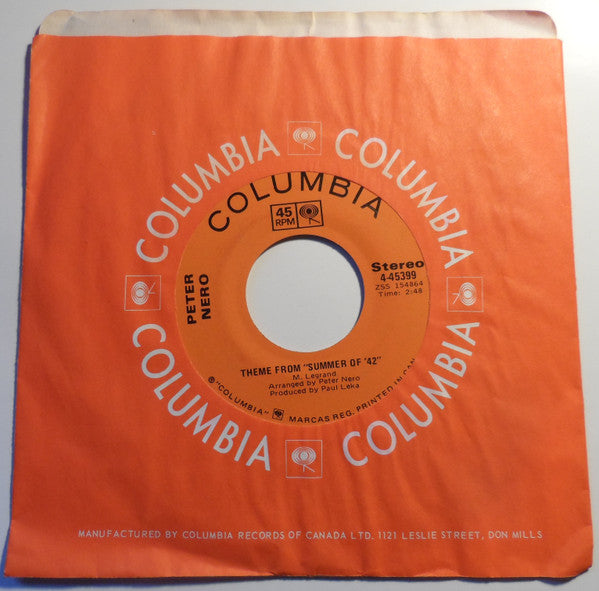 COLUMBIA
COLUMBIA
COLUMBIA
COLUMBIA
COLUMBIA
45
RPM
PETER
NERO
Stereo
4-45399
ZSS 154864
Time: 2:48
THEME FROM "SUMMER OF '42"
M. Legrand
Arranged by Peter Nero
Produced by Paul Leka
℗"COLUMBIA" MARCAS REG. PRINTED IN CAN
MANUFACTURED BY COLUMBIA RECORDS OF CANADA LTD. 1121 LESLIE STREET, DON MILLS